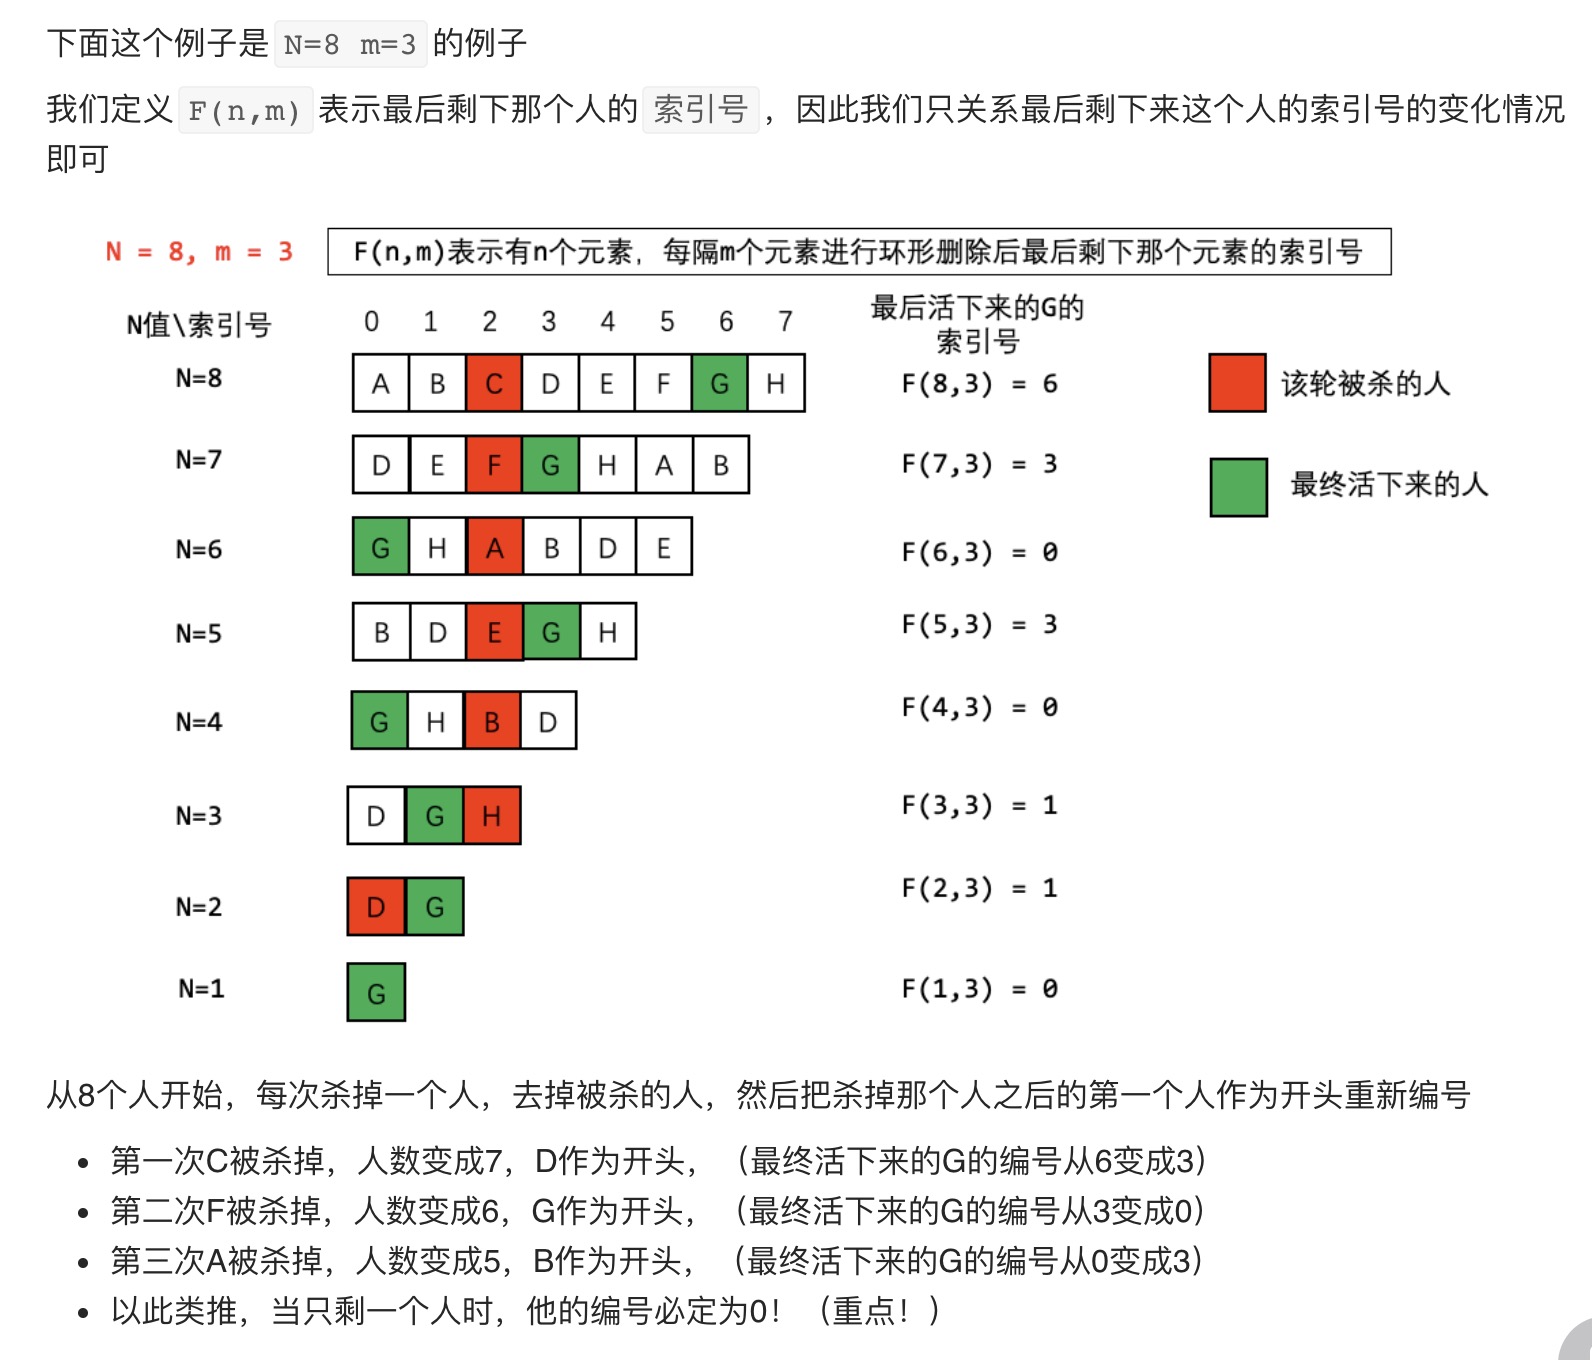 下面这个例子是 N=8 m=3 的例子
我们定义 F(n,m) 表示最后剩下那个人的 索引号 ，因此我们只关系最后剩下来这个人的索引号的变化情况
即可
N = 8, m = 3 F(n,m)表示有n个元素，每隔m个元素进行环形删除后最后剩下那个元素的索引号
N值\索引号 0 1 2 3 4 5 6 7 最后活下来的G的
索引号
N=8 A B C D E F G H F(8,3) = 6 该轮被杀的人
N=7 D E F G H A B F(7,3) = 3 最终活下来的人
N=6 G H A B D E F(6,3) = 0
N=5 B D E G H F(5,3) = 3
N=4 G H B D F(4,3) = 0
N=3 D G H F(3,3) = 1
N=2 D G F(2,3) = 1
N=1 G F(1,3) = 0
从8个人开始，每次杀掉一个人，去掉被杀的人，然后把杀掉那个人之后的第一个人作为开头重新编号
• 第一次C被杀掉，人数变成7，D作为开头，（最终活下来的G的编号从6变成3）
• 第二次F被杀掉，人数变成6，G作为开头，（最终活下来的G的编号从3变成0）
• 第三次A被杀掉，人数变成5，B作为开头，（最终活下来的G的编号从0变成3）
• 以此类推，当只剩一个人时，他的编号必定为0！（重点！）